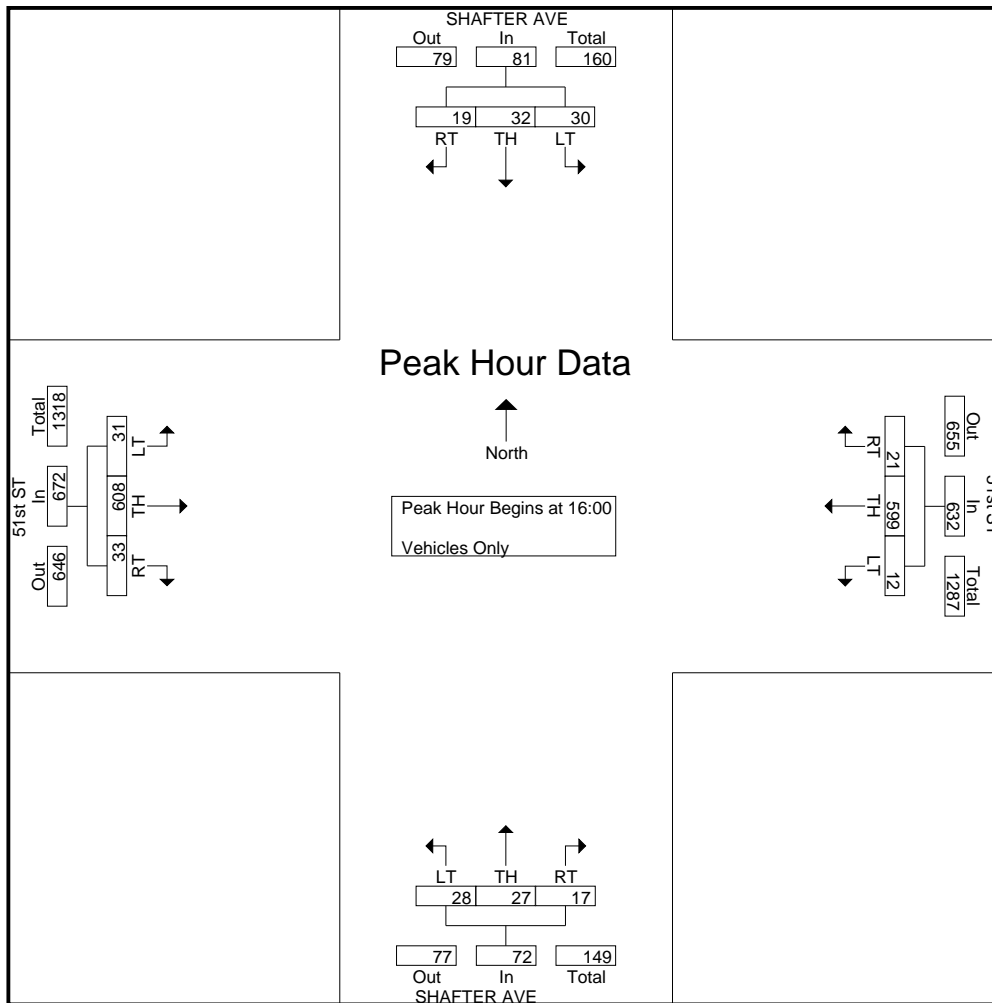 SHAFTER AVE
Out In Total
79 81 160
19 32 30
RT TH LT
Peak Hour Data
North
Peak Hour Begins at 16:00
Vehicles Only
51st ST
Total In Out
1318 672 646
31 608 33
LT TH RT
RT TH LT
21 599 12
655 632 1287
Out In Total
51st ST
LT TH RT
28 27 17
77 72 149
Out In Total
SHAFTER AVE